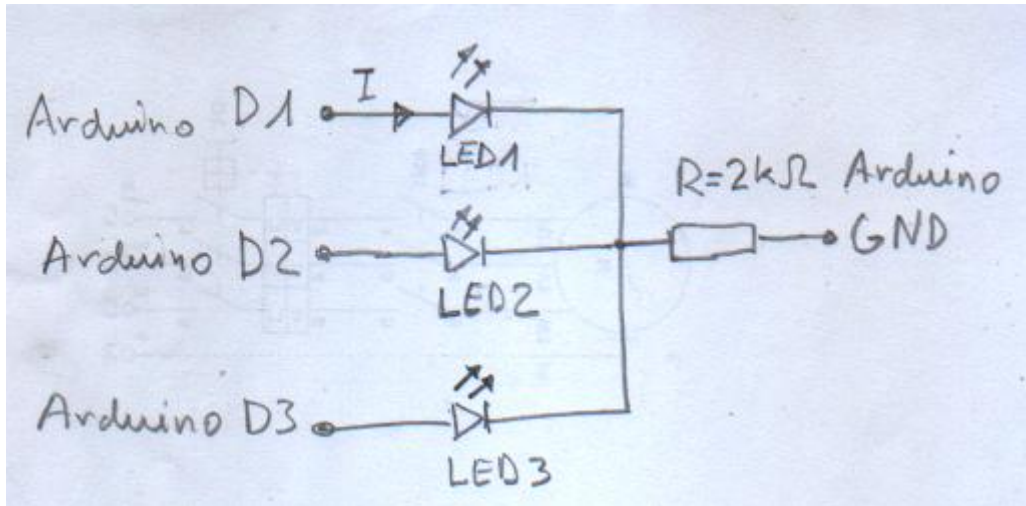 I
Arduino D1
LED1
R=2kΩ Arduino
Arduino D2
GND
LED2
Arduino D3
LED3